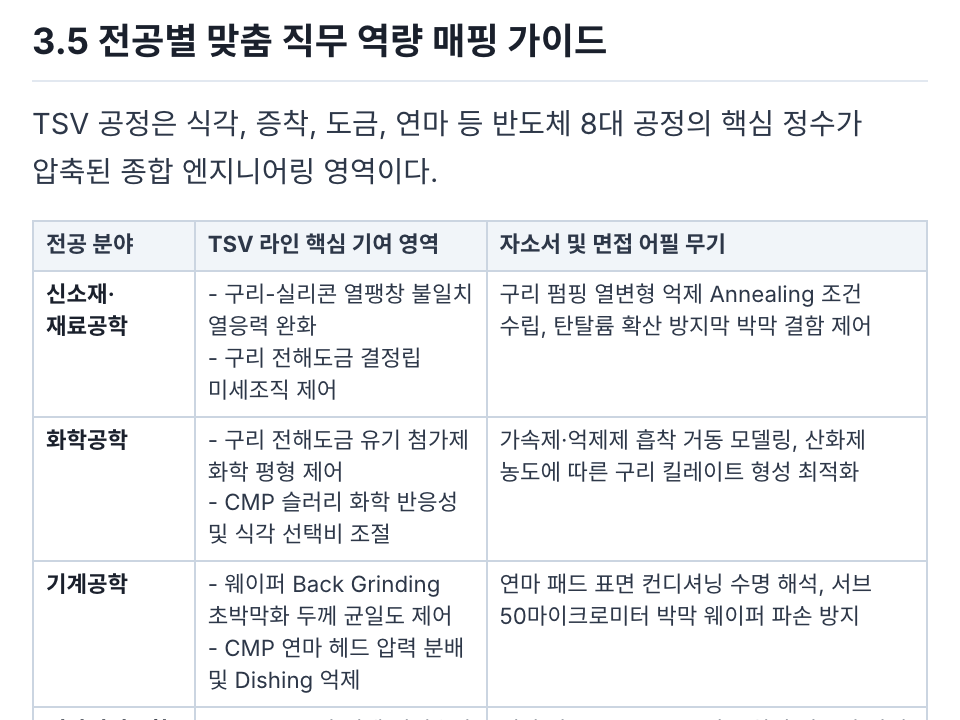 3.5 전공별 맞춤 직무 역량 매핑 가이드
TSV 공정은 식각, 증착, 도금, 연마 등 반도체 8대 공정의 핵심 정수가
압축된 종합 엔지니어링 영역이다.
전공 분야
TSV 라인 핵심 기여 영역
자소서 및 면접 어필 무기
신소재·
재료공학
- 구리-실리콘 열팽창 불일치
열응력 완화
- 구리 전해도금 결정립
미세조직 제어
구리 펌핑 열변형 억제 Annealing 조건
수립, 탄탈륨 확산 방지막 박막 결함 제어
화학공학
- 구리 전해도금 유기 첨가제
화학 평형 제어
- CMP 슬러리 화학 반응성
및 식각 선택비 조절
가속제·억제제 흡착 거동 모델링, 산화제
농도에 따른 구리 킬레이트 형성 최적화
기계공학
- 웨이퍼 Back Grinding
초박막화 두께 균일도 제어
- CMP 연마 헤드 압력 분배
및 Dishing 억제
연마 패드 표면 컨디셔닝 수명 해석, 서브
50마이크로미터 박막 웨이퍼 파손 방지